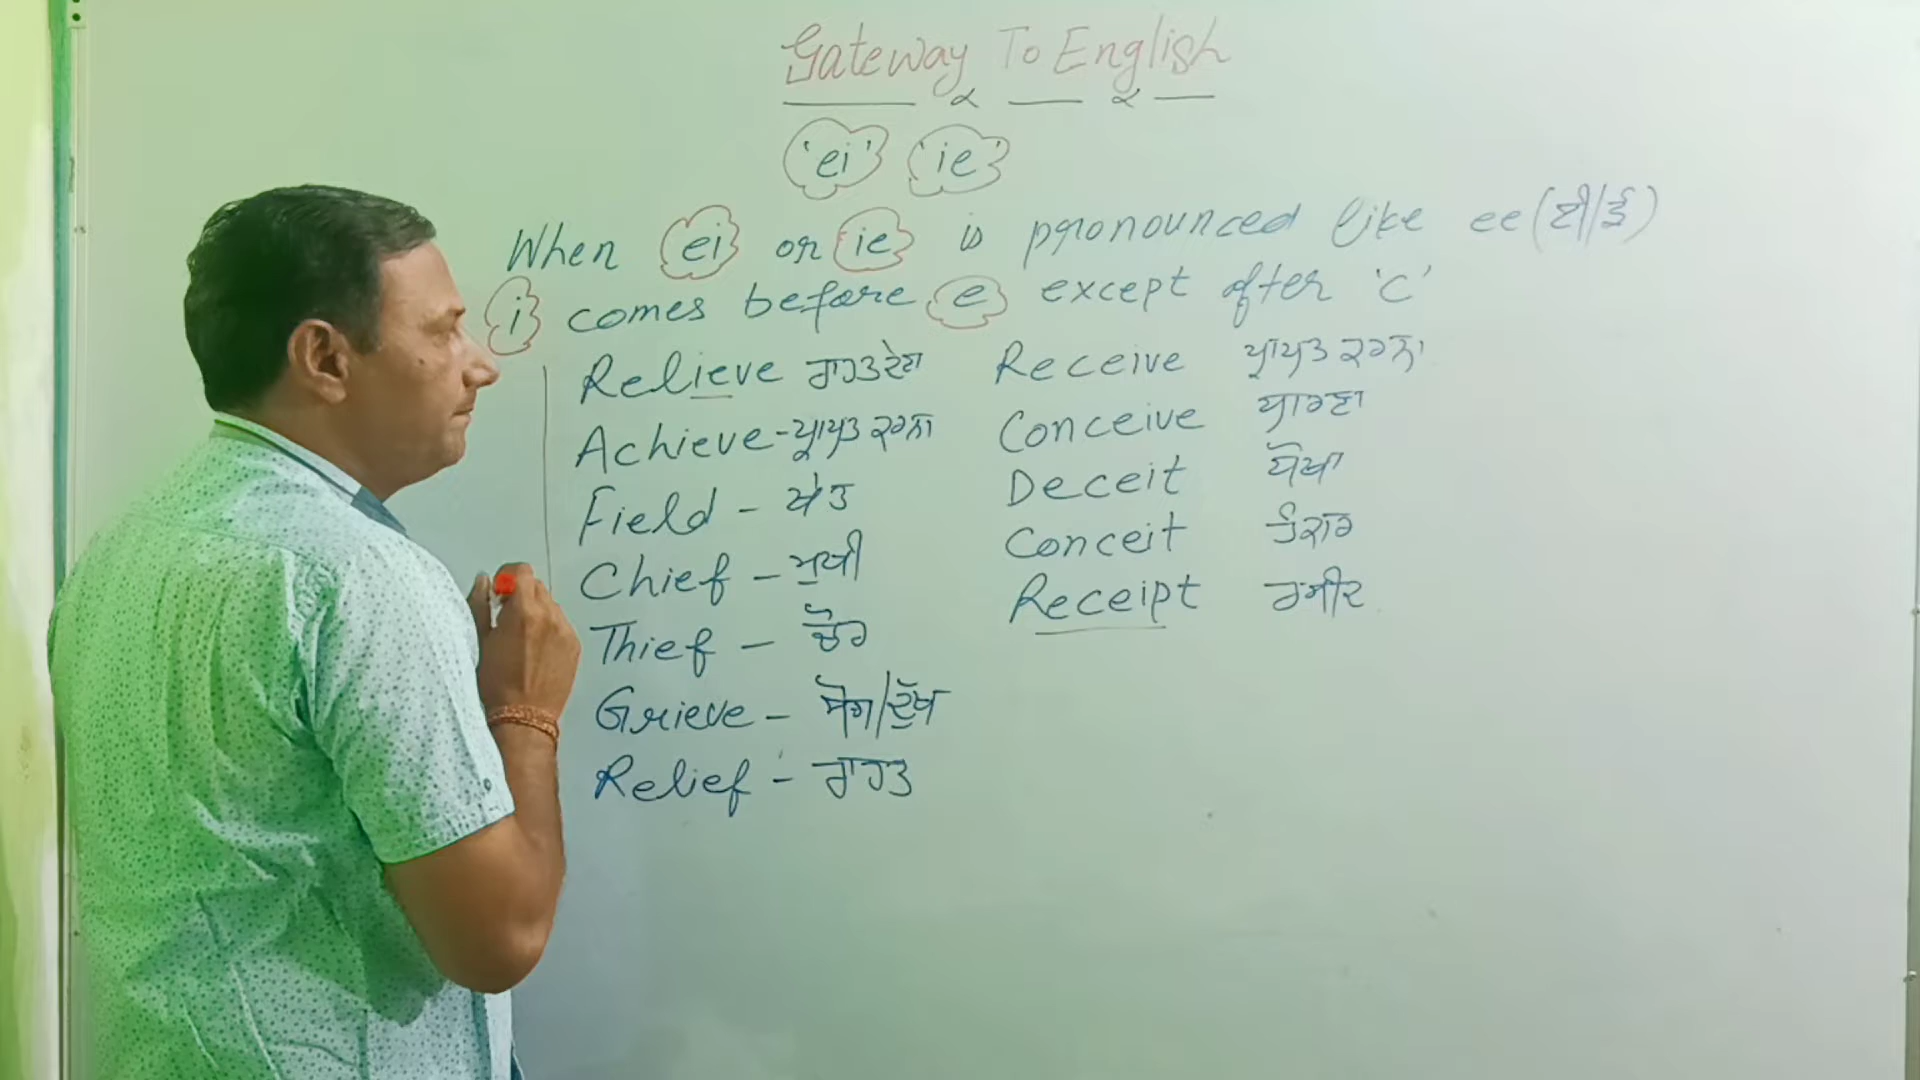 Gateway To English
'ei' 'ie'
When ei or ie is pronounced like ee (ਈ/ਿੲ)
i comes before e except after 'c'
Relieve ਰਾਹਤ ਦੇਣਾ
Achieve - ਪ੍ਰਾਪਤ ਕਰਨਾ
Field - ਖੇਤ
Chief - ਮੁਖੀ
Thief - ਚੋਰ
Grieve - ਸੋਗ/ਦੁੱਖ
Relief - ਰਾਹਤ
Receive ਪ੍ਰਾਪਤ ਕਰਨਾ
Conceive ਧਾਰਣਾ
Deceit ਧੋਖਾ
Conceit ਹੰਕਾਰ
Receipt ਰਸੀਦ